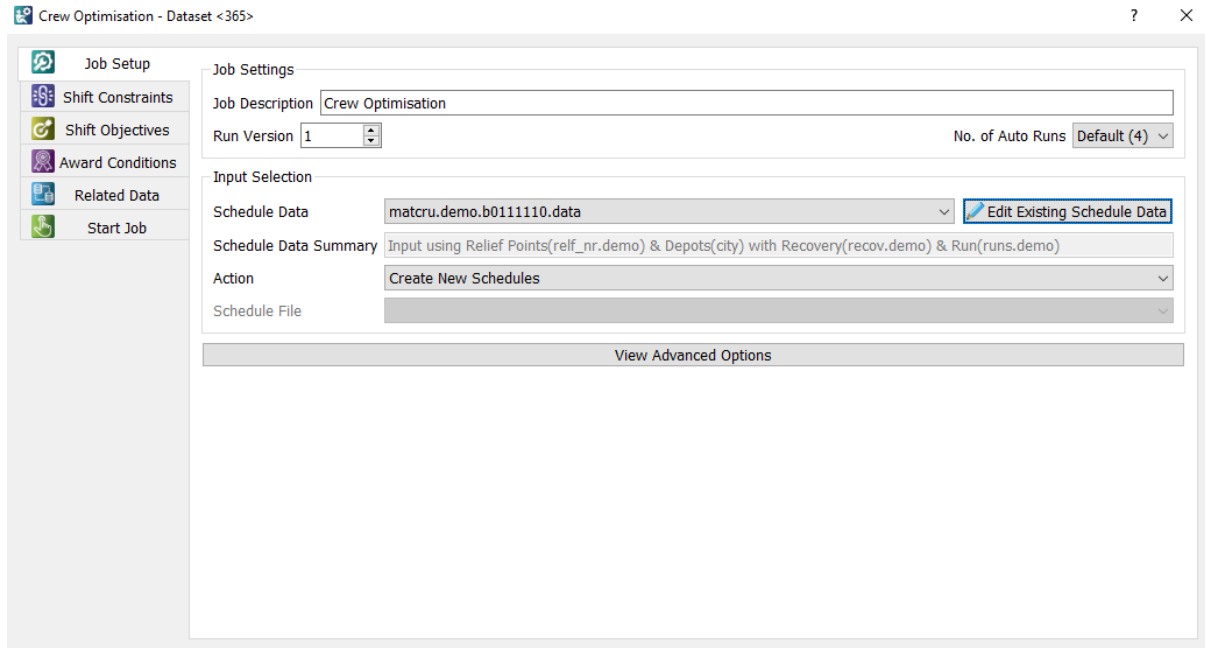 Crew Optimisation - Dataset <365>
?
Job Setup
Shift Constraints
Shift Objectives
Award Conditions
Related Data
Start Job
Job Settings
Job Description Crew Optimisation
Run Version 1 No. of Auto Runs Default (4)
Input Selection
Schedule Data matcru.demo.b0111110.data Edit Existing Schedule Data
Schedule Data Summary Input using Relief Points(relf_nr.demo) & Depots(city) with Recovery(recov.demo) & Run(runs.demo)
Action Create New Schedules
Schedule File
View Advanced Options